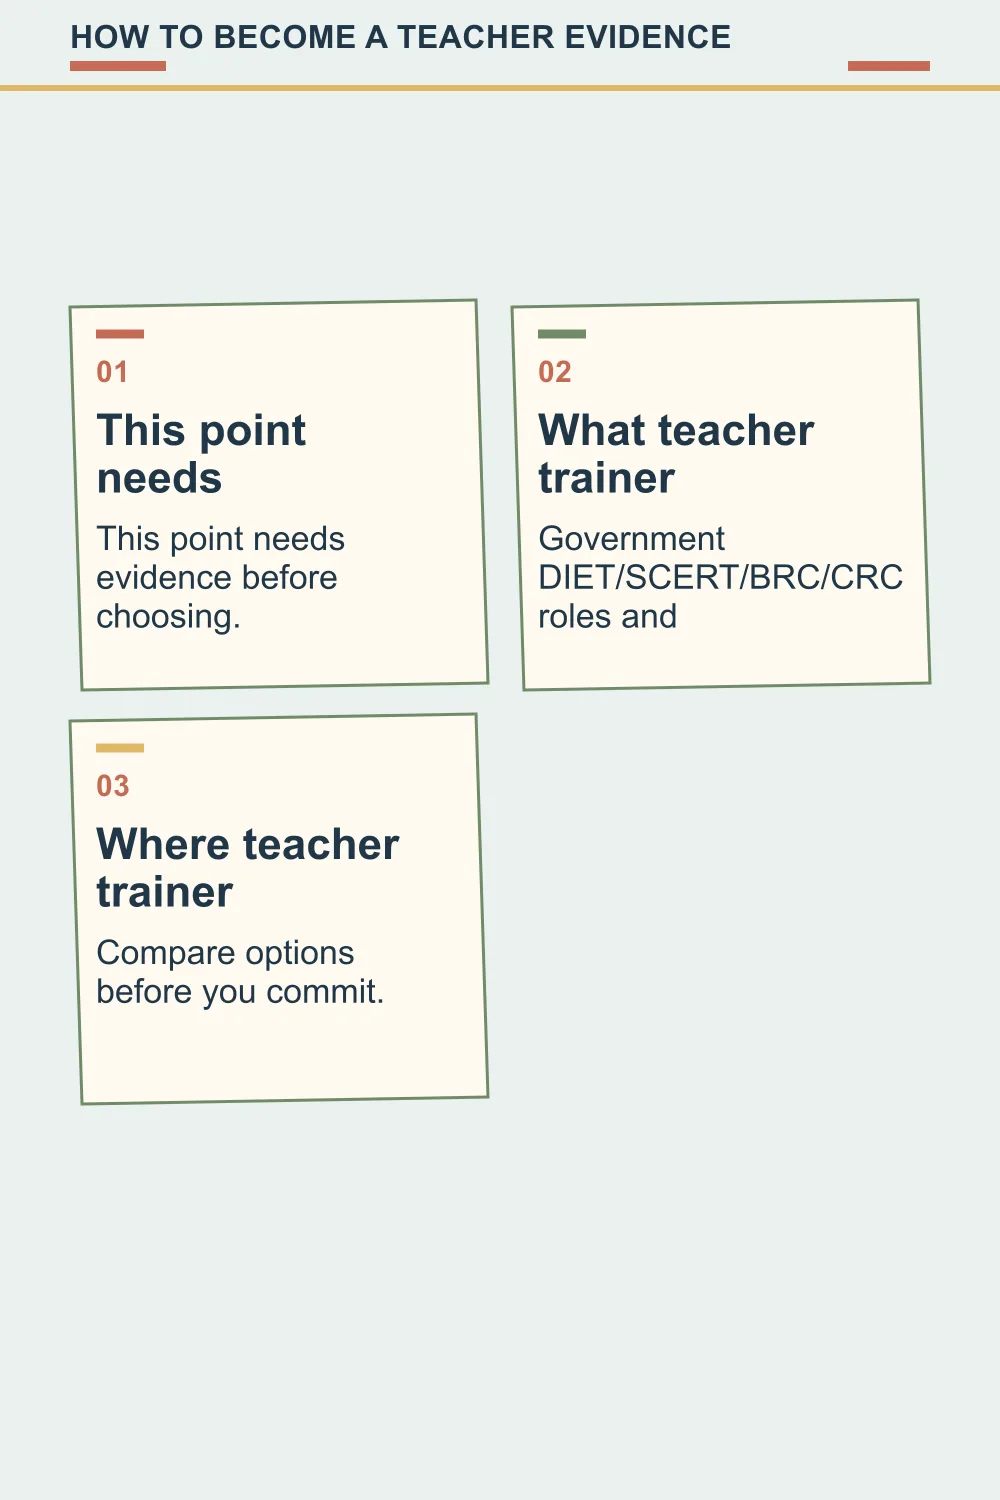 HOW TO BECOME A TEACHER EVIDENCE
01
This point
needs
This point needs
evidence before
choosing.
02
What teacher
trainer
Government
DIET/SCERT/BRC/CRC
roles and
03
Where teacher
trainer
Compare options
before you commit.